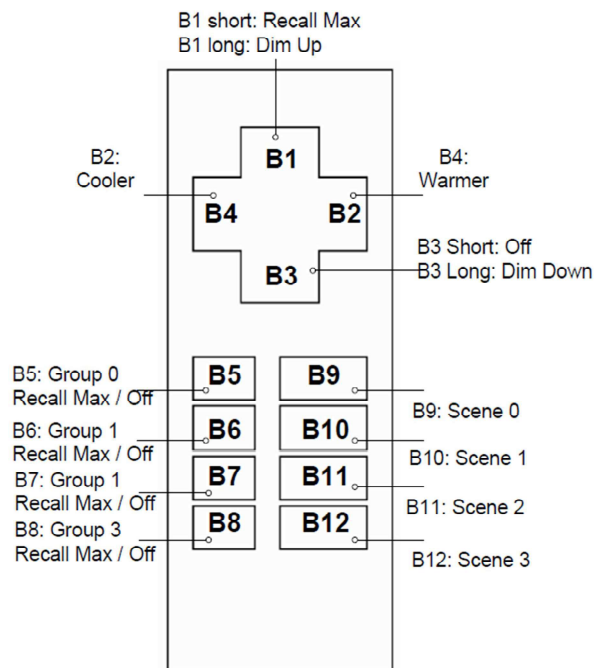 B1 short: Recall Max
B1 long: Dim Up
B1
B2:
Cooler
B4:
Warmer
B4
B2
B3
B3 Short: Off
B3 Long: Dim Down
B5: Group 0
Recall Max / Off
B5
B9
B9: Scene 0
B6: Group 1
Recall Max / Off
B6
B10
B10: Scene 1
B7: Group 1
Recall Max / Off
B7
B11
B11: Scene 2
B8: Group 3
Recall Max / Off
B8
B12
B12: Scene 3